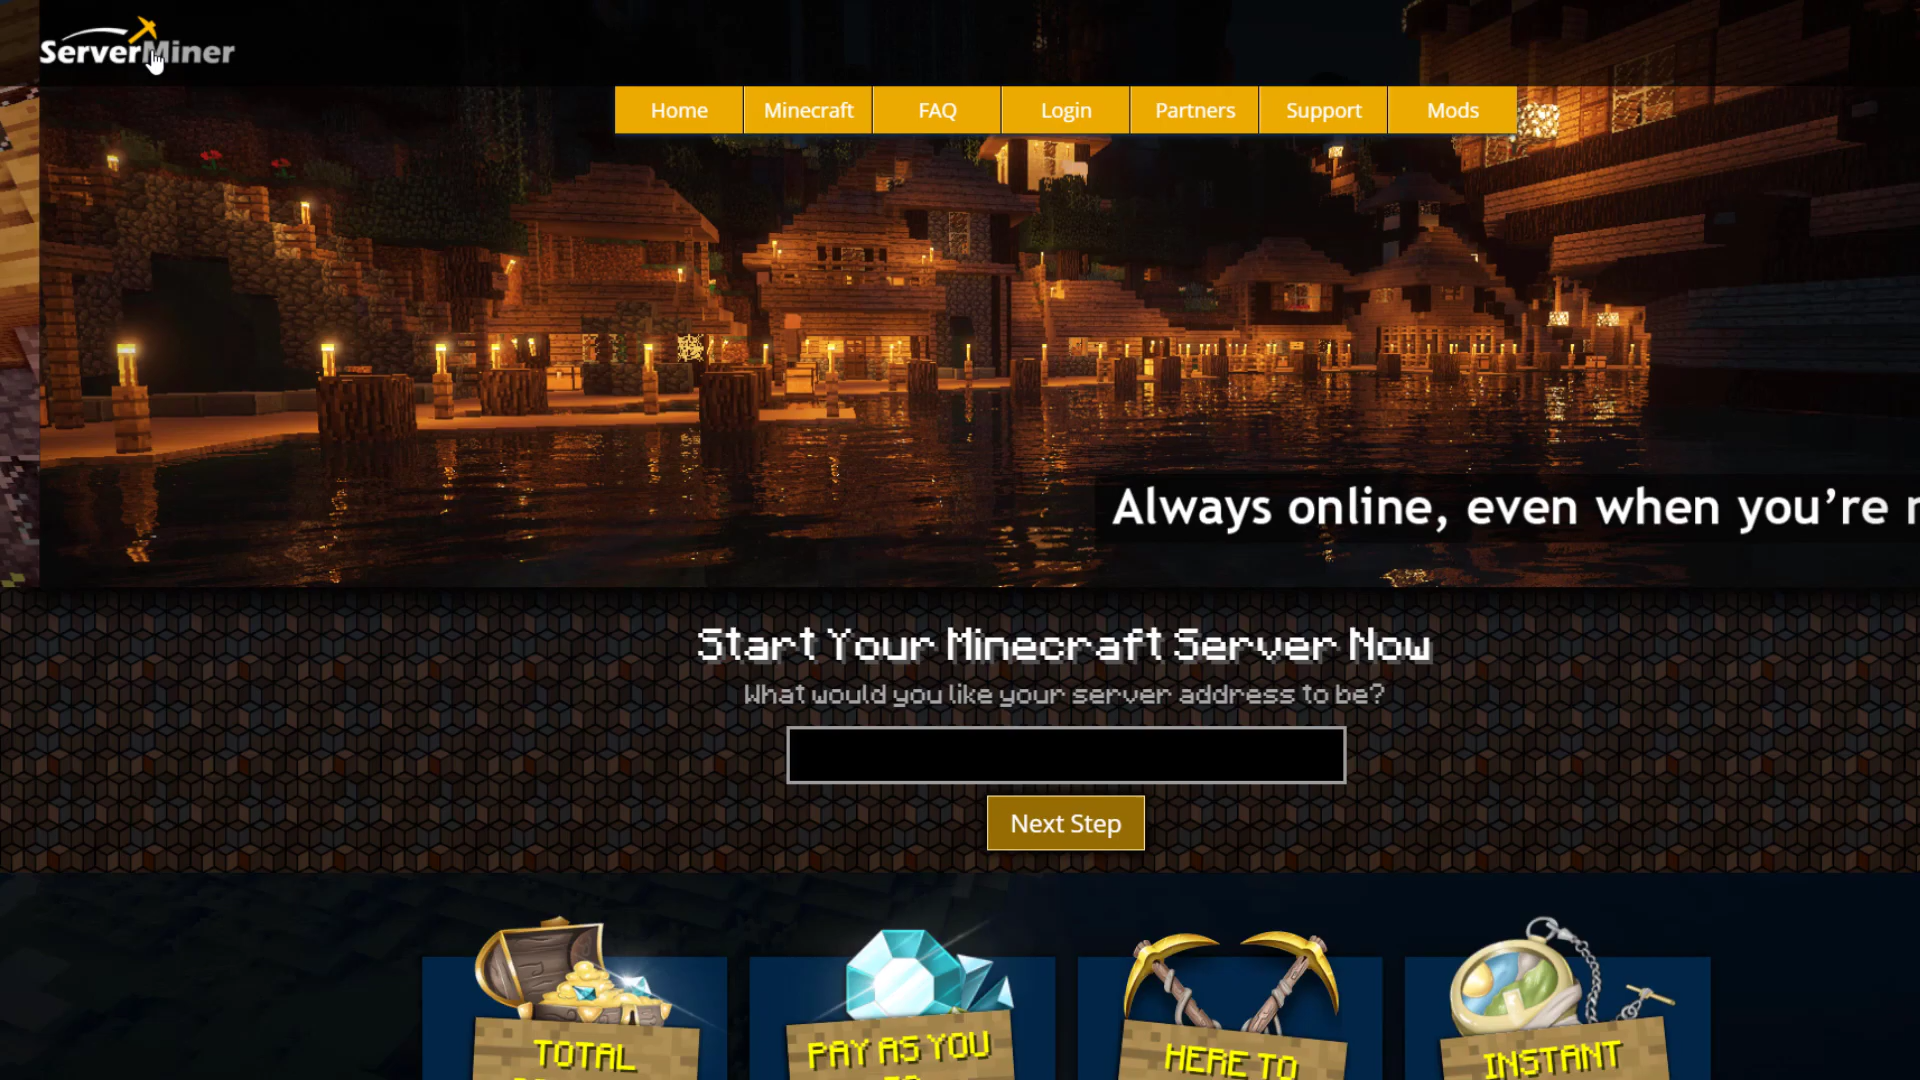 ServerMiner
Home Minecraft FAQ Login Partners Support Mods
Always online, even when you're
Start Your Minecraft Server Now
What would you like your server address to be?
Next Step
TOTAL
PAY AS YOU
HERE TO
INSTANT